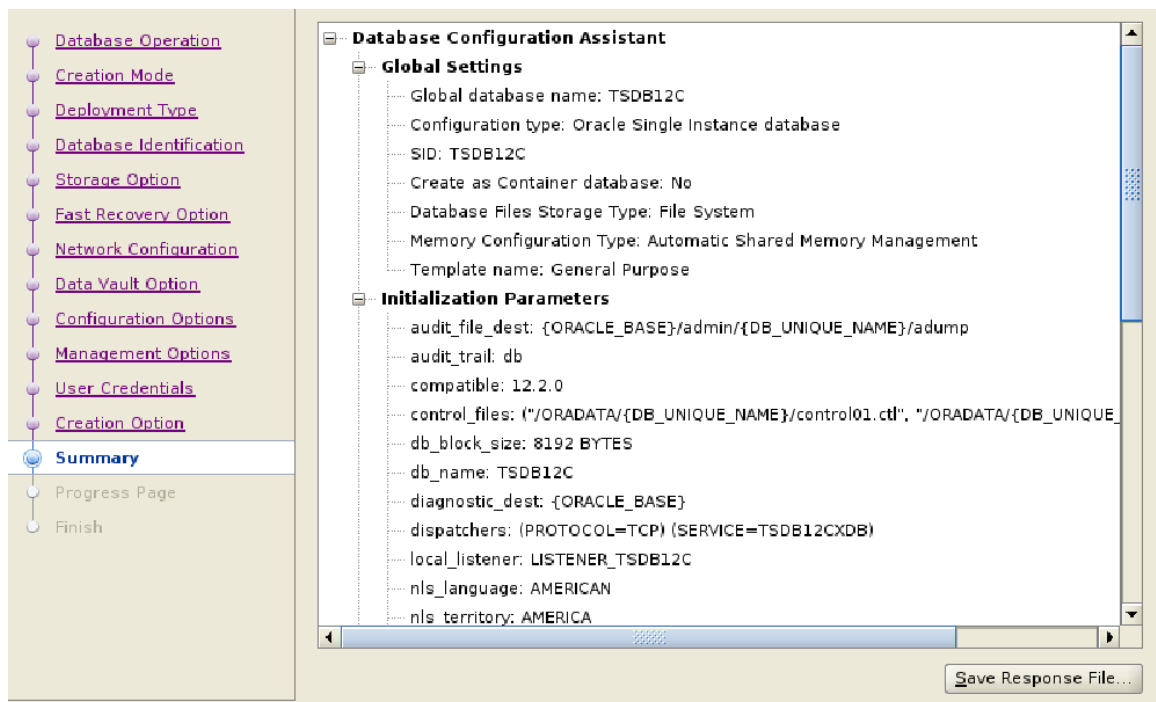 Database Operation
Creation Mode
Deployment Type
Database Identification
Storage Option
Fast Recovery Option
Network Configuration
Data Vault Option
Configuration Options
Management Options
User Credentials
Creation Option
Summary
Progress Page
Finish
Database Configuration Assistant
Global Settings
Global database name: TSDB12C
Configuration type: Oracle Single Instance database
SID: TSDB12C
Create as Container database: No
Database Files Storage Type: File System
Memory Configuration Type: Automatic Shared Memory Management
Template name: General Purpose
Initialization Parameters
audit_file_dest: {ORACLE_BASE}/admin/{DB_UNIQUE_NAME}/adump
audit_trail: db
compatible: 12.2.0
control_files: ("/ORADATA/{DB_UNIQUE_NAME}/control01.ctl", "/ORADATA/{DB_UNIQUE_
db_block_size: 8192 BYTES
db_name: TSDB12C
diagnostic_dest: {ORACLE_BASE}
dispatchers: (PROTOCOL=TCP) (SERVICE=TSDB12CXDB)
local_listener: LISTENER_TSDB12C
nls_language: AMERICAN
nls_territory: AMERICA
Save Response File...